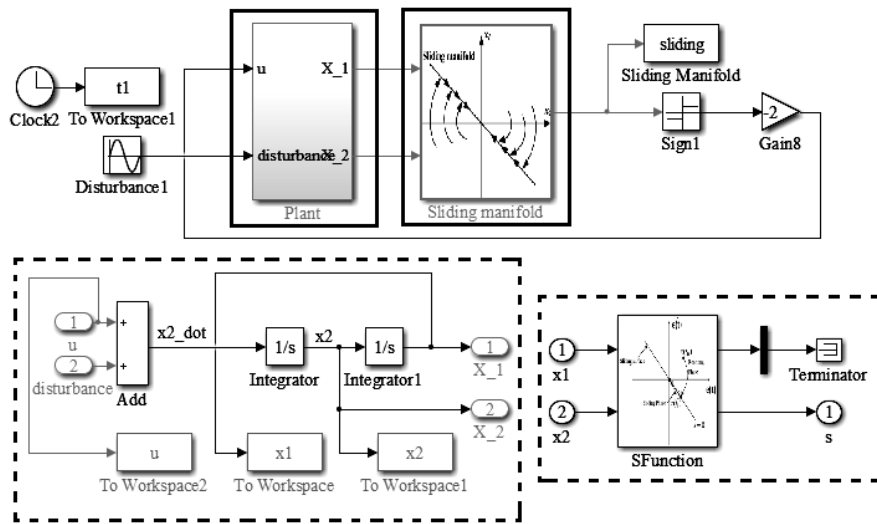 t1
Clock2
To Workspace1
Disturbance1
u
X_1
disturbance
X_2
Plant
Sliding manifold
Sliding manifold
sliding
Sliding Manifold
Sign1
-2
Gain8
1
u
2
disturbance
+
+
Add
x2_dot
1/s
Integrator
x2
1/s
Integrator1
1
X_1
2
X_2
u
To Workspace2
x1
To Workspace
x2
To Workspace1
1
x1
2
x2
SFunction
Terminator
1
s